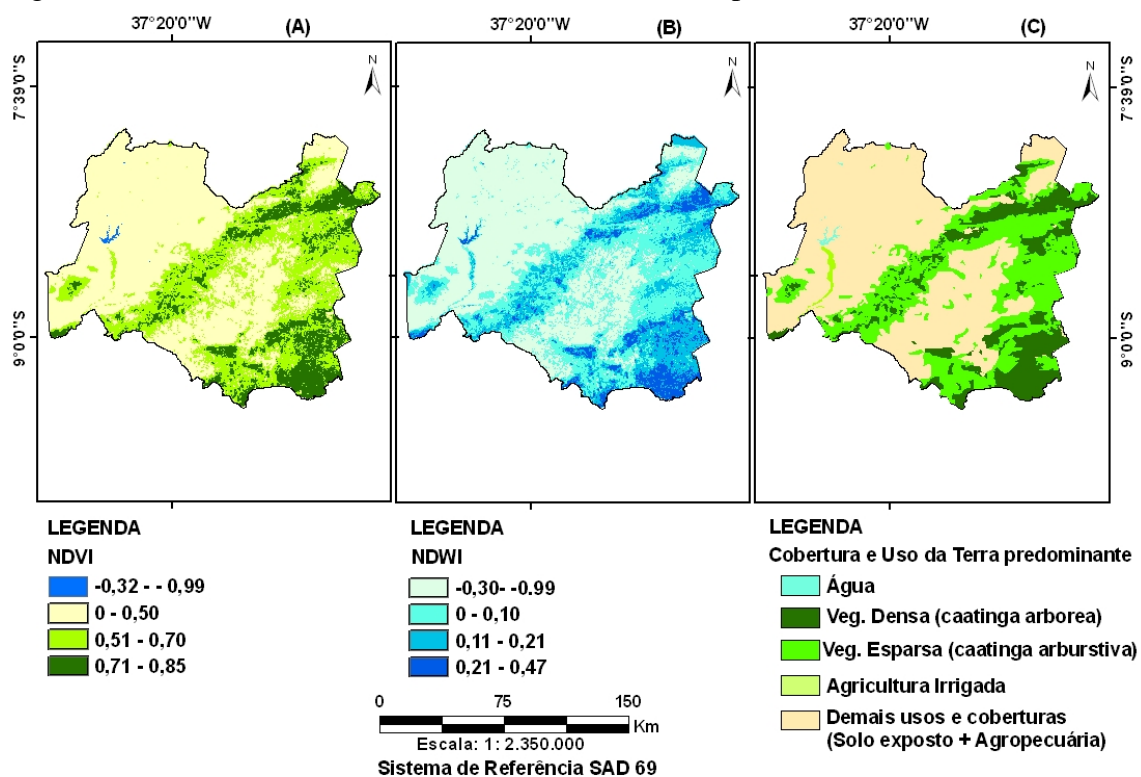 37°20'0"W (A) 37°20'0"W (B) 37°20'0"W (C)
N N N
7°39'0"S 7°39'0"S
9°0'0"S 9°0'0"S
LEGENDA
NDVI
-0,32 - - 0,99
0 - 0,50
0,51 - 0,70
0,71 - 0,85
LEGENDA
NDWI
-0,30- -0.99
0 - 0,10
0,11 - 0,21
0,21 - 0,47
LEGENDA
Cobertura e Uso da Terra predominante
Água
Veg. Densa (caatinga arborea)
Veg. Esparsa (caatinga arburstiva)
Agricultura Irrigada
Demais usos e coberturas
(Solo exposto + Agropecuária)
0 75 150
Km
Escala: 1: 2.350.000
Sistema de Referência SAD 69